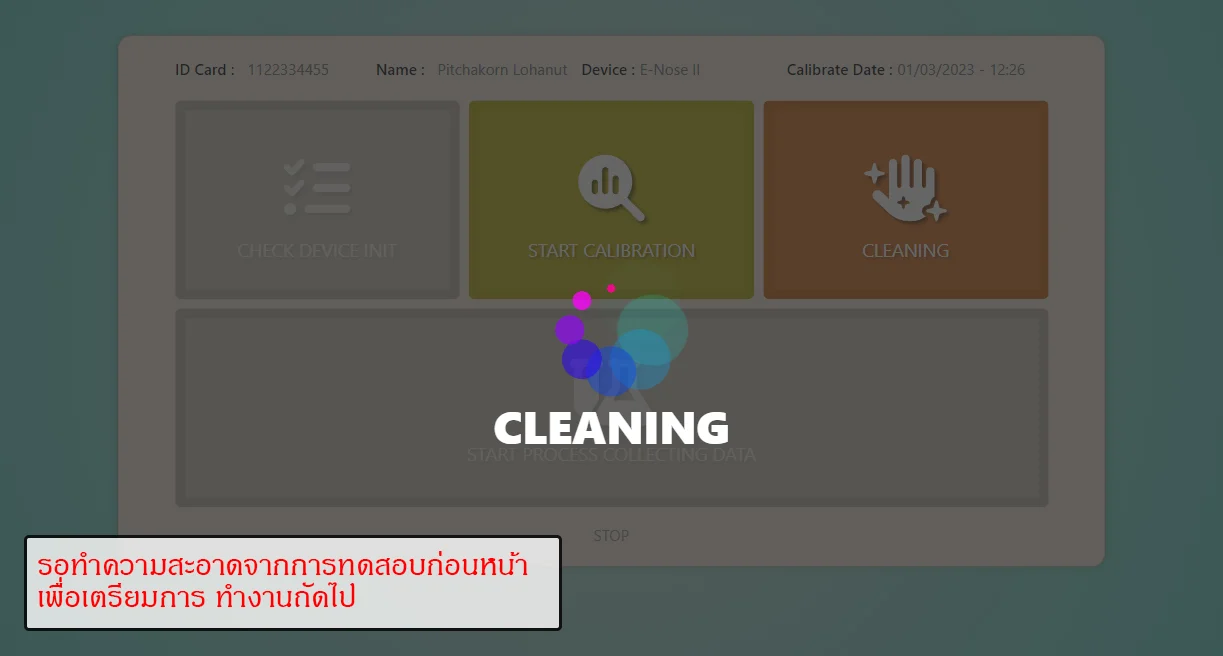 ID Card : 1122334455 Name : Pitchakorn Lohanut Device : E-Nose II Calibrate Date : 01/03/2023 - 12:26
CHECK DEVICE INIT START CALIBRATION CLEANING
CLEANING
START PROCESS COLLECTING DATA
STOP
รอทำความสะอาดจากการทดสอบก่อนหน้า
เพื่อเตรียมการ ทำงานถัดไป